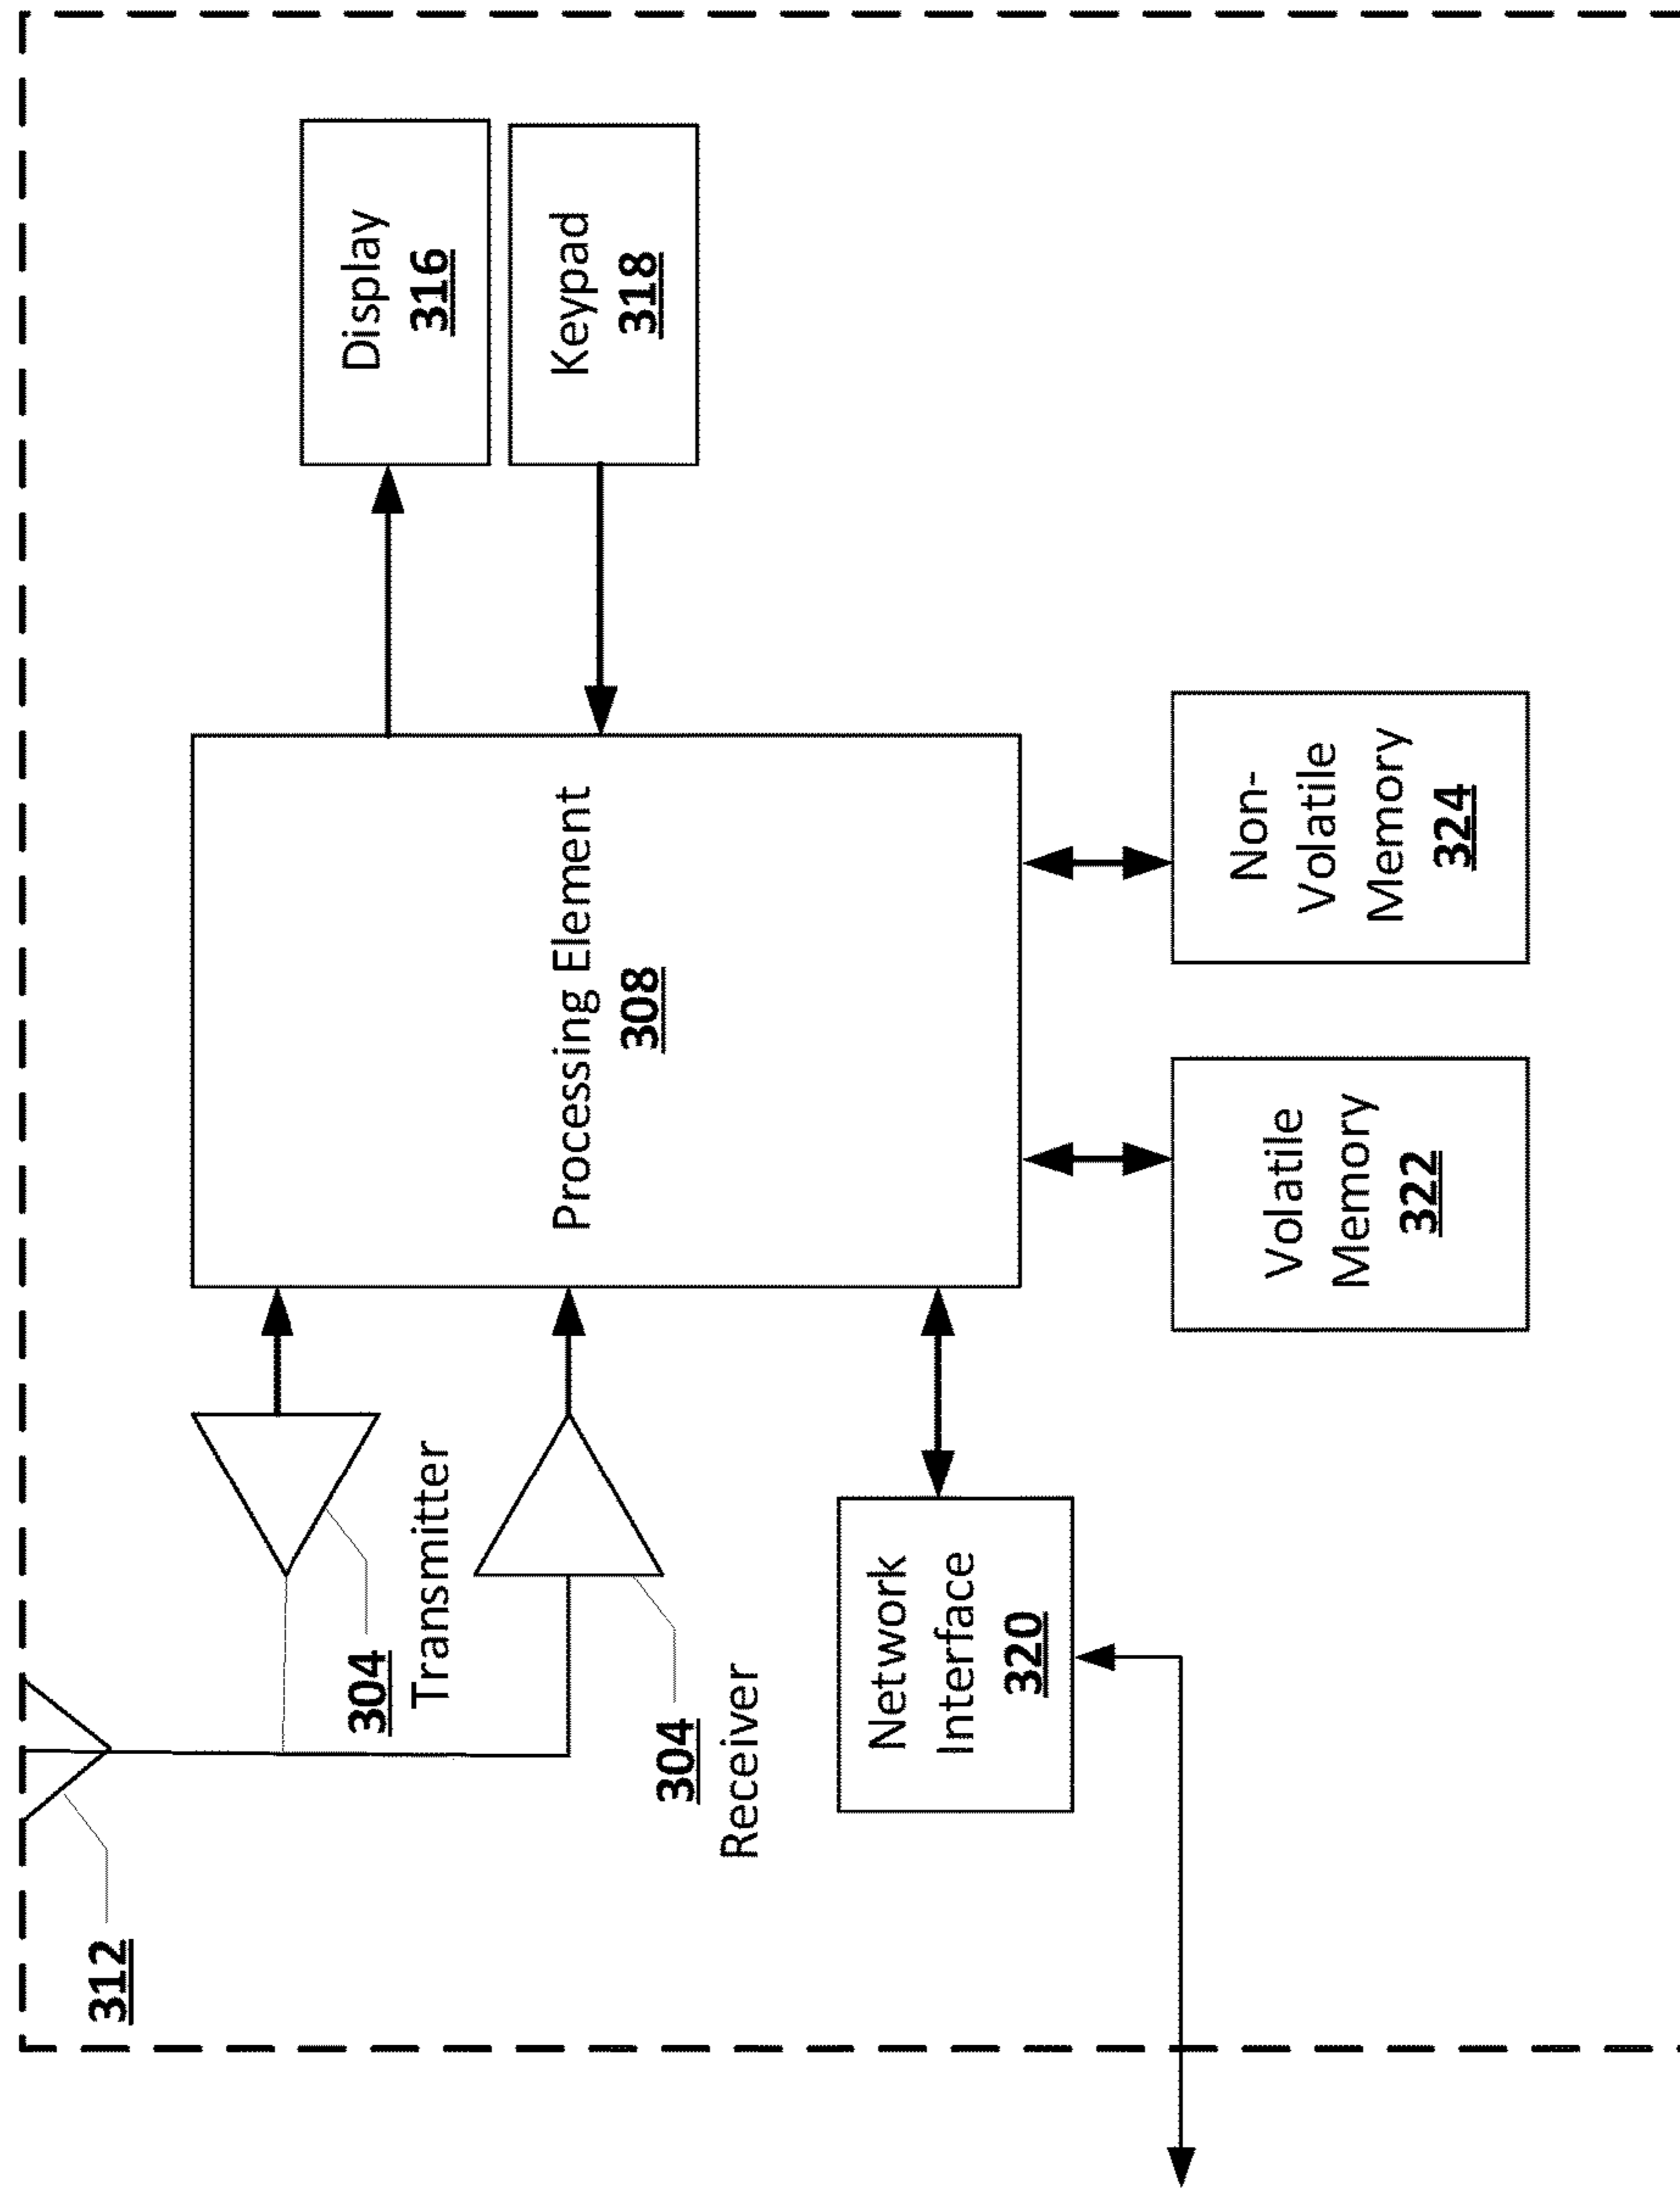 312
304
Transmitter
304
Receiver
Network
Interface
320
Processing Element
308
Display
316
Keypad
318
Volatile
Memory
322
Non-
Volatile
Memory
324